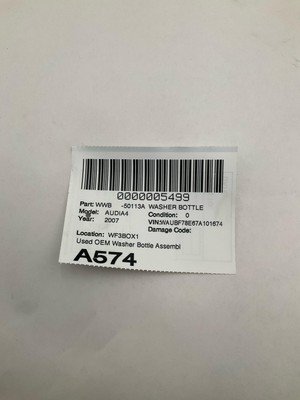 0000005499
Part: WWB -50113A WASHER BOTTLE
Model: AUDIA4 Condition: 0
Year: 2007 VIN:WAUBF78E67A101674
Damage Code:
Location: WF3BOX1
Used OEM Washer Bottle Assembl
A574